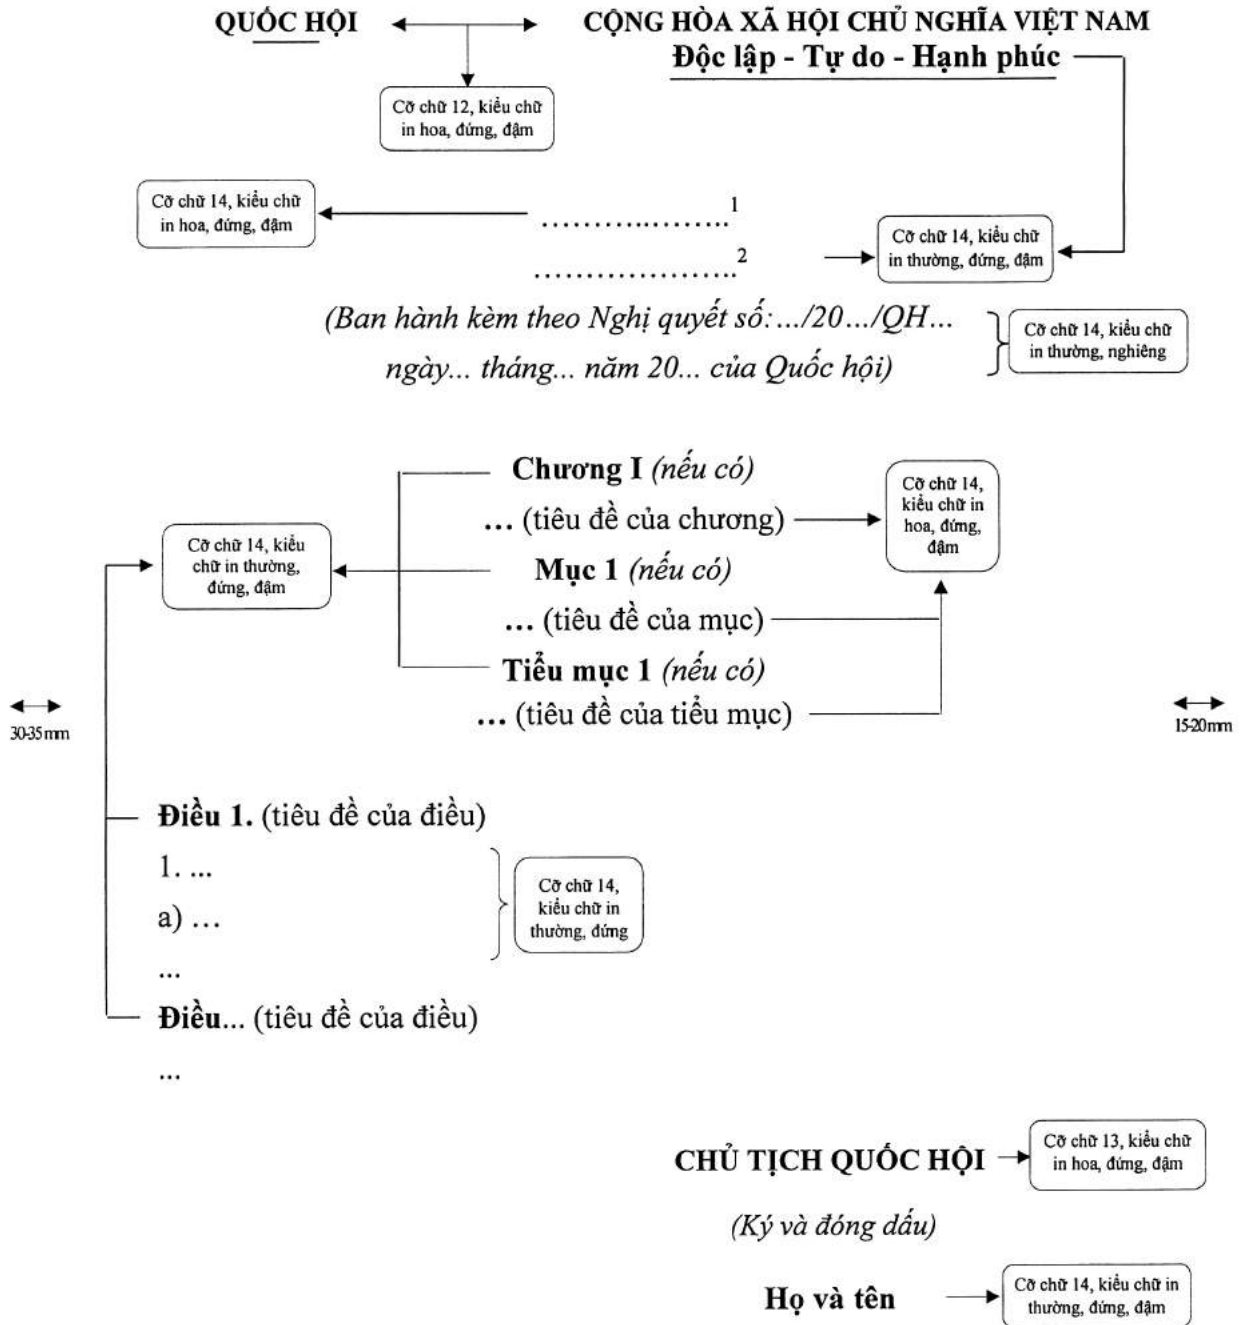 QUỐC HỘI
CỘNG HÒA XÃ HỘI CHỦ NGHĨA VIỆT NAM
Độc lập - Tự do - Hạnh phúc
Cỡ chữ 12, kiểu chữ
in hoa, đứng, đậm
Cỡ chữ 14, kiểu chữ
in hoa, đứng, đậm
....................1
....................2
Cỡ chữ 14, kiểu chữ
in thường, đứng, đậm
(Ban hành kèm theo Nghị quyết số:.../20.../QH...
ngày... tháng... năm 20... của Quốc hội)
Cỡ chữ 14, kiểu chữ
in thường, nghiêng
Chương I (nếu có)
... (tiêu đề của chương)
Cỡ chữ 14,
kiểu chữ in
hoa, đứng,
đậm
Cỡ chữ 14, kiểu
chữ in thường,
đứng, đậm
Mục 1 (nếu có)
... (tiêu đề của mục)
Tiểu mục 1 (nếu có)
... (tiêu đề của tiểu mục)
30-35mm
15-20mm
Điều 1. (tiêu đề của điều)
1. ...
a) ...
...
Cỡ chữ 14,
kiểu chữ in
thường, đứng
Điều... (tiêu đề của điều)
...
CHỦ TỊCH QUỐC HỘI
Cỡ chữ 13, kiểu chữ
in hoa, đứng, đậm
(Ký và đóng dấu)
Họ và tên
Cỡ chữ 14, kiểu chữ in
thường, đứng, đậm